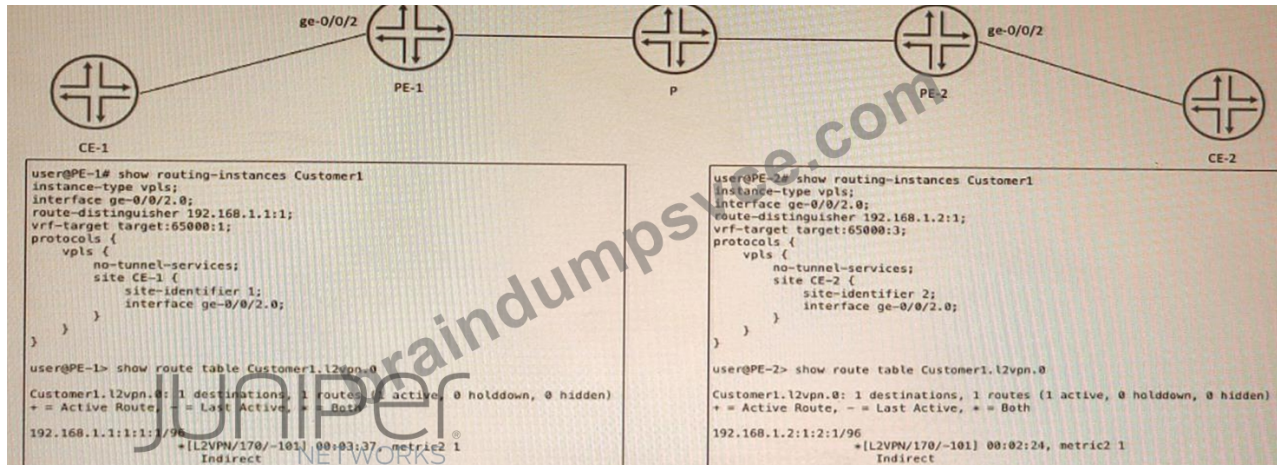 ge-0/0/2
ge-0/0/2
PE-1
P
PE-2
CE-1
CE-2
user@PE-1# show routing-instances Customer1
instance-type vpls;
interface ge-0/0/2.0;
route-distinguisher 192.168.1.1:1;
vrf-target target:65000:1;
protocols {
vpls {
no-tunnel-services;
site CE-1 {
site-identifier 1;
interface ge-0/0/2.0;
}
}
}
user@PE-1> show route table Customer1.l2vpn.0
Customer1.l2vpn.0: 1 destinations, 1 routes (1 active, 0 holddown, 0 hidden)
+ = Active Route, - = Last Active, * = Both
192.168.1.1:1:1:1/96
*[L2VPN/170/-101] 00:03:37, metric2 1
Indirect
user@PE-2# show routing-instances Customer1
instance-type vpls;
interface ge-0/0/2.0;
route-distinguisher 192.168.1.2:1;
vrf-target target:65000:3;
protocols {
vpls {
no-tunnel-services;
site CE-2 {
site-identifier 2;
interface ge-0/0/2.0;
}
}
}
user@PE-2> show route table Customer1.l2vpn.0
Customer1.l2vpn.0: 1 destinations, 1 routes (1 active, 0 holddown, 0 hidden)
+ = Active Route, - = Last Active, * = Both
192.168.1.2:1:2:1/96
*[L2VPN/170/-101] 00:02:24, metric2 1
Indirect
braindumpsvce.com
JUNIPER
NETWORKS